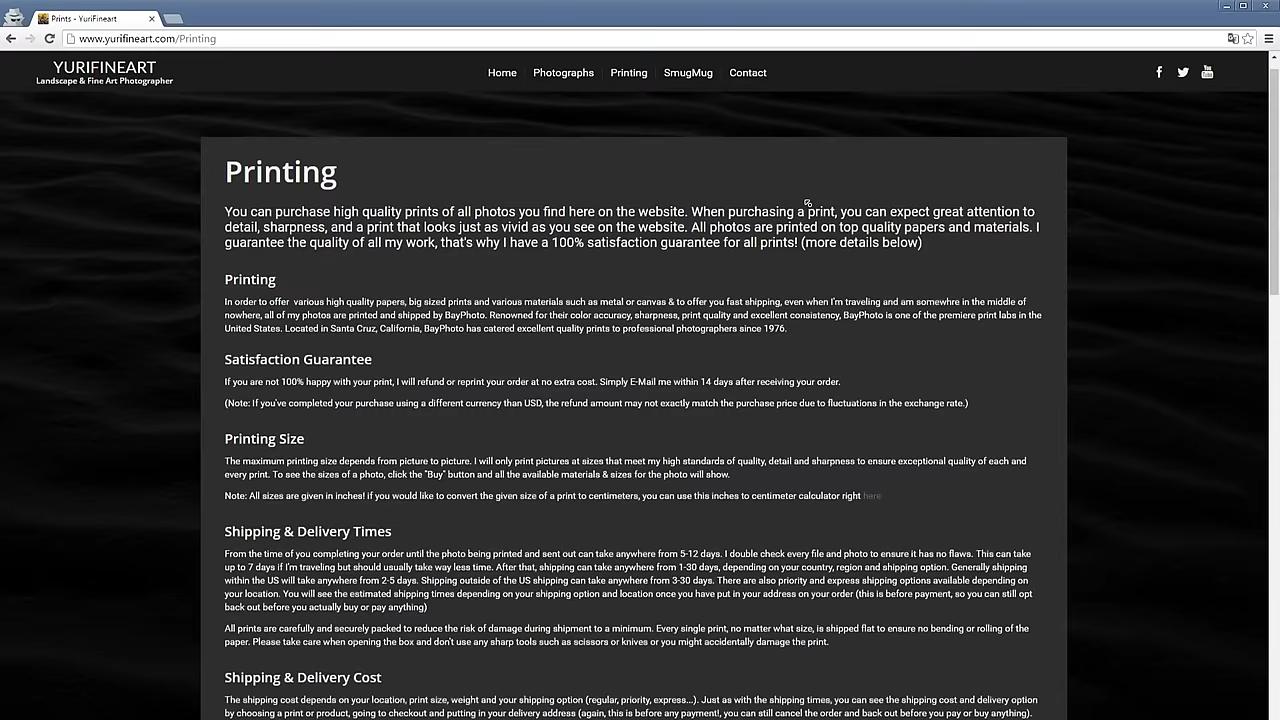 Prints - YuriFineart
www.yurifineart.com/Printing
YURIFINEART
Landscape & Fine Art Photographer
Home Photographs Printing SmugMug Contact
Printing
You can purchase high quality prints of all photos you find here on the website. When purchasing a print, you can expect great attention to
detail, sharpness, and a print that looks just as vivid as you see on the website. All photos are printed on top quality papers and materials. I
guarantee the quality of all my work, that's why I have a 100% satisfaction guarantee for all prints! (more details below)
Printing
In order to offer various high quality papers, big sized prints and various materials such as metal or canvas & to offer you fast shipping, even when I'm traveling and am somewhre in the middle of
nowhere, all of my photos are printed and shipped by BayPhoto. Renowned for their color accuracy, sharpness, print quality and excellent consistency, BayPhoto is one of the premiere print labs in the
United States. Located in Santa Cruz, California, BayPhoto has catered excellent quality prints to professional photographers since 1976.
Satisfaction Guarantee
If you are not 100% happy with your print, I will refund or reprint your order at no extra cost. Simply E-Mail me within 14 days after receiving your order.
(Note: If you've completed your purchase using a different currency than USD, the refund amount may not exactly match the purchase price due to fluctuations in the exchange rate.)
Printing Size
The maximum printing size depends from picture to picture. I will only print pictures at sizes that meet my high standards of quality, detail and sharpness to ensure exceptional quality of each and
every print. To see the sizes of a photo, click the "Buy" button and all the available materials & sizes for the photo will show.
Note: All sizes are given in inches! if you would like to convert the given size of a print to centimeters, you can use this inches to centimeter calculator right here
Shipping & Delivery Times
From the time of you completing your order until the photo being printed and sent out can take anywhere from 5-12 days. I double check every file and photo to ensure it has no flaws. This can take
up to 7 days if I'm traveling but should usually take way less time. After that, shipping can take anywhere from 1-30 days, depending on your country, region and shipping option. Generally shipping
within the US will take anywhere from 2-5 days. Shipping outside of the US shipping can take anywhere from 3-30 days. There are also priority and express shipping options available depending on
your location. You will see the estimated shipping times depending on your shipping option and location once you have put in your address on your order (this is before payment, so you can still opt
back out before you actually buy or pay anything)
All prints are carefully and securely packed to reduce the risk of damage during shipment to a minimum. Every single print, no matter what size, is shipped flat to ensure no bending or rolling of the
paper. Please take care when opening the box and don't use any sharp tools such as scissors or knives or you might accidentally damage the print.
Shipping & Delivery Cost
The shipping cost depends on your location, print size, weight and your shipping option (regular, priority, express...). Just as with the shipping times, you can see the shipping cost and delivery option
by choosing a print or product, going to checkout and putting in your delivery address (again, this is before any payment!, you can still cancel the order and back out before you pay or buy anything).